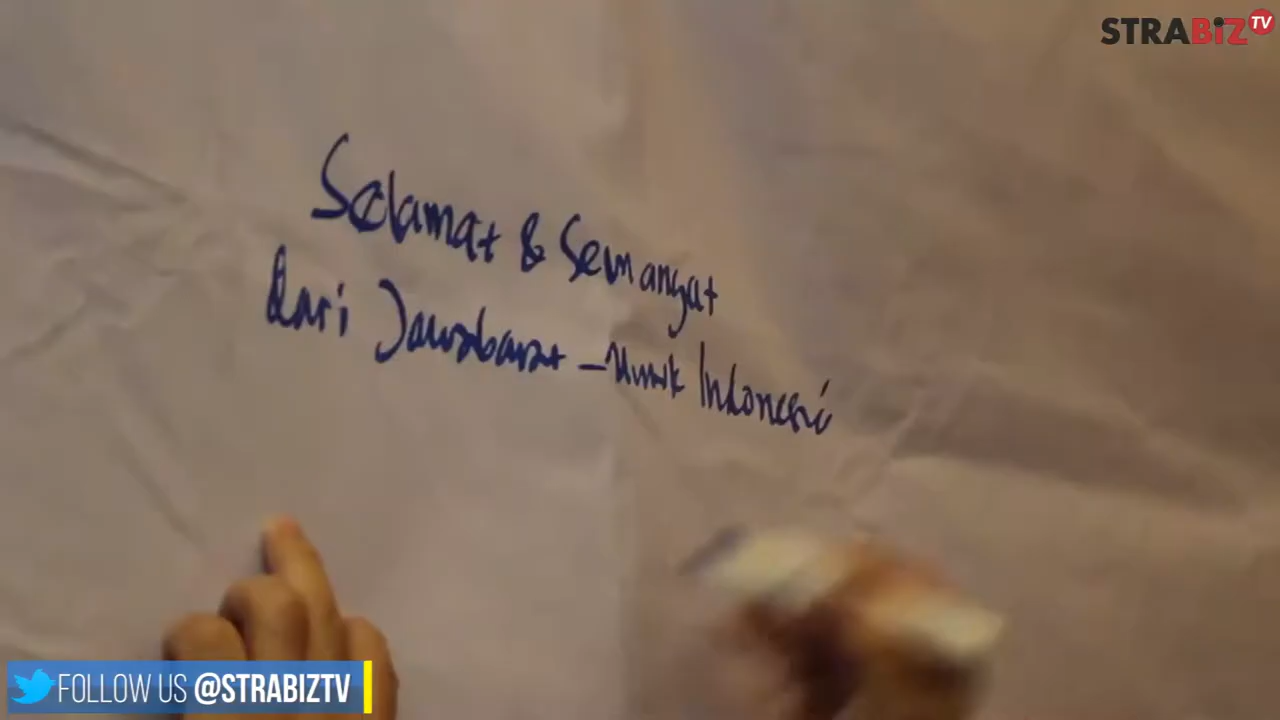 STRABIZ TV
Selamat & Semangat
dari Jawabarat - Untuk Indonesia
FOLLOW US @STRABIZTV